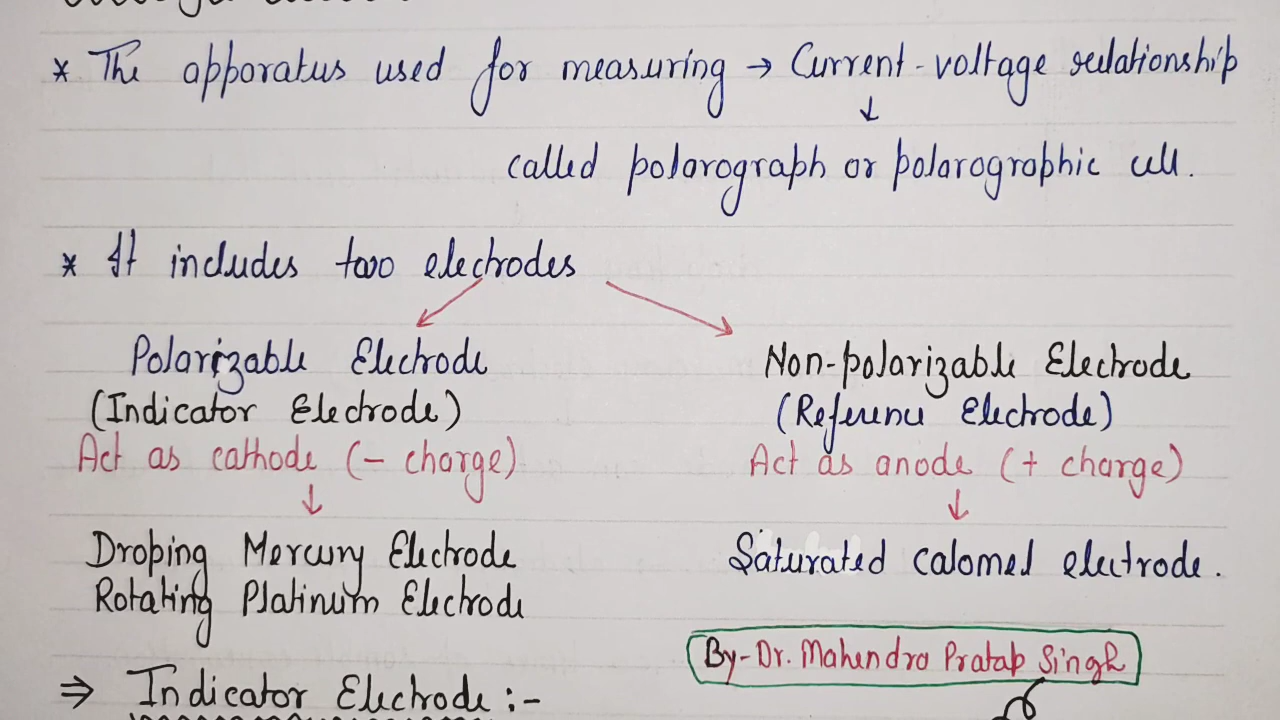 * The apparatus used for measuring → Current-voltage relationship
↓
called polarograph or polarographic cell.
* It includes two electrodes
Polarizable Electrode
(Indicator Electrode)
Act as cathode (- charge)
↓
Droping Mercury Electrode
Rotating Platinum Electrode
Non-polarizable Electrode
(Reference Electrode)
Act as anode (+ charge)
↓
Saturated calomel electrode.
By-Dr. Mahendra Pratap Singh
⇒ Indicator Electrode :-